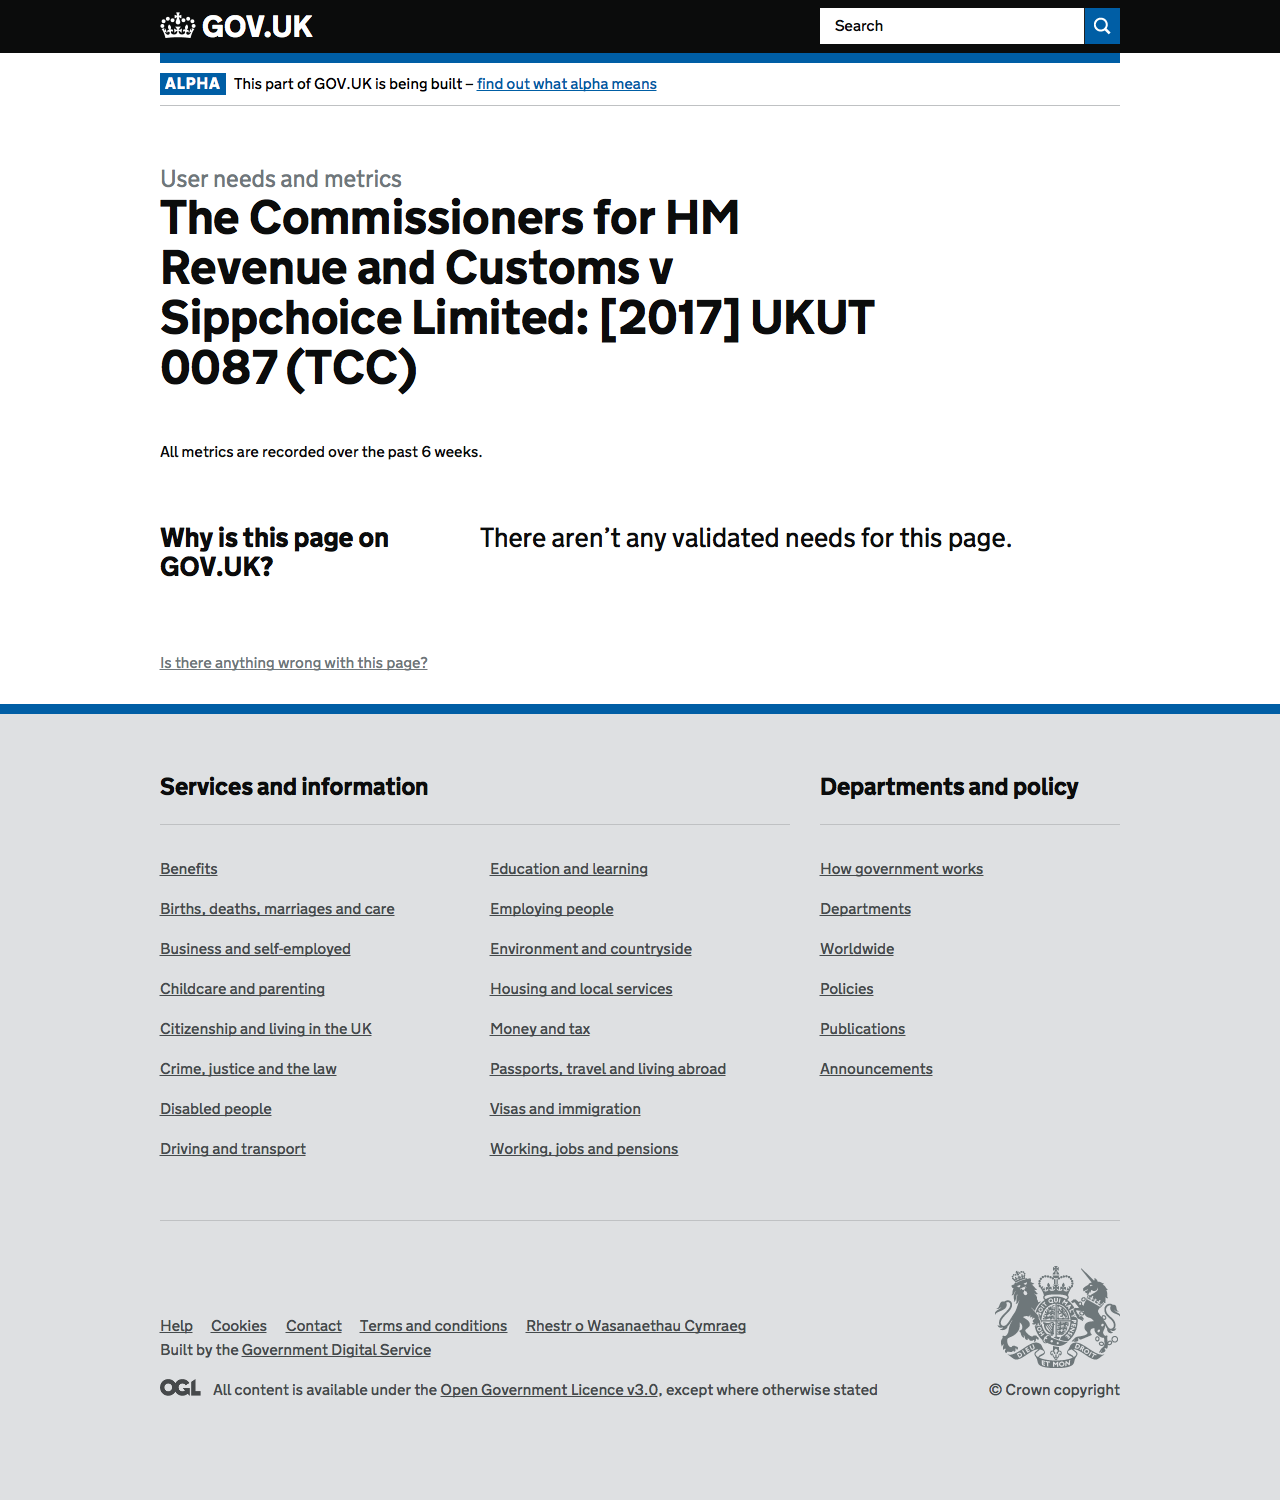 GOV.UK
Search
ALPHA This part of GOV.UK is being built – find out what alpha means
User needs and metrics
The Commissioners for HM
Revenue and Customs v
Sippchoice Limited: [2017] UKUT
0087 (TCC)
All metrics are recorded over the past 6 weeks.
Why is this page on
GOV.UK?
There aren’t any validated needs for this page.
Is there anything wrong with this page?
Services and information
Benefits
Births, deaths, marriages and care
Business and self-employed
Childcare and parenting
Citizenship and living in the UK
Crime, justice and the law
Disabled people
Driving and transport
Education and learning
Employing people
Environment and countryside
Housing and local services
Money and tax
Passports, travel and living abroad
Visas and immigration
Working, jobs and pensions
Departments and policy
How government works
Departments
Worldwide
Policies
Publications
Announcements
Help Cookies Contact Terms and conditions Rhestr o Wasanaethau Cymraeg
Built by the Government Digital Service
OGL All content is available under the Open Government Licence v3.0, except where otherwise stated
DIEU ET MON DROIT
© Crown copyright